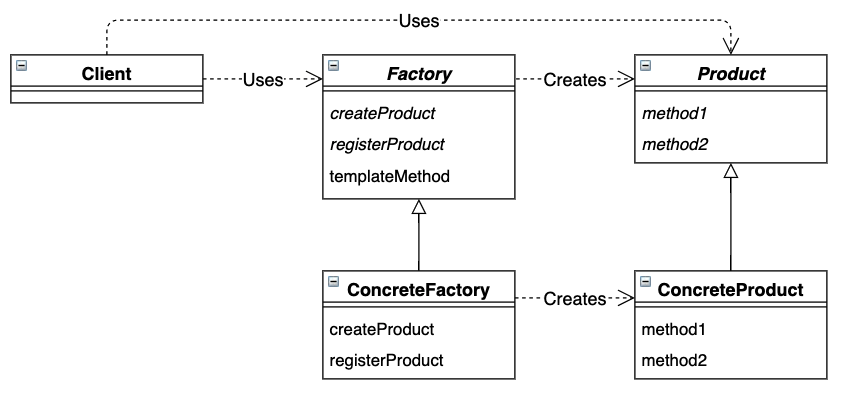 Uses
Client
Uses
Factory
Creates
Product
createProduct
registerProduct
templateMethod
method1
method2
ConcreteFactory
Creates
ConcreteProduct
createProduct
registerProduct
method1
method2